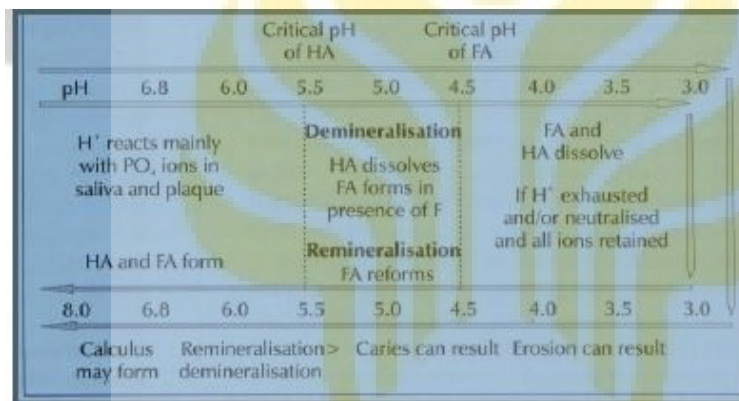 Critical pH of HA
Critical pH of FA
pH 6.8 6.0 5.5 5.0 4.5 4.0 3.5 3.0
H⁺ reacts mainly
with PO₄ ions in
saliva and plaque
Demineralisation
HA dissolves
FA forms in
presence of F
FA and
HA dissolve
If H⁺ exhausted
and/or neutralised
and all ions retained
HA and FA form
Remineralisation
FA reforms
8.0 6.8 6.0 5.5 5.0 4.5 4.0 3.5 3.0
Calculus
may form
Remineralisation>
demineralisation
Caries can result
Erosion can result